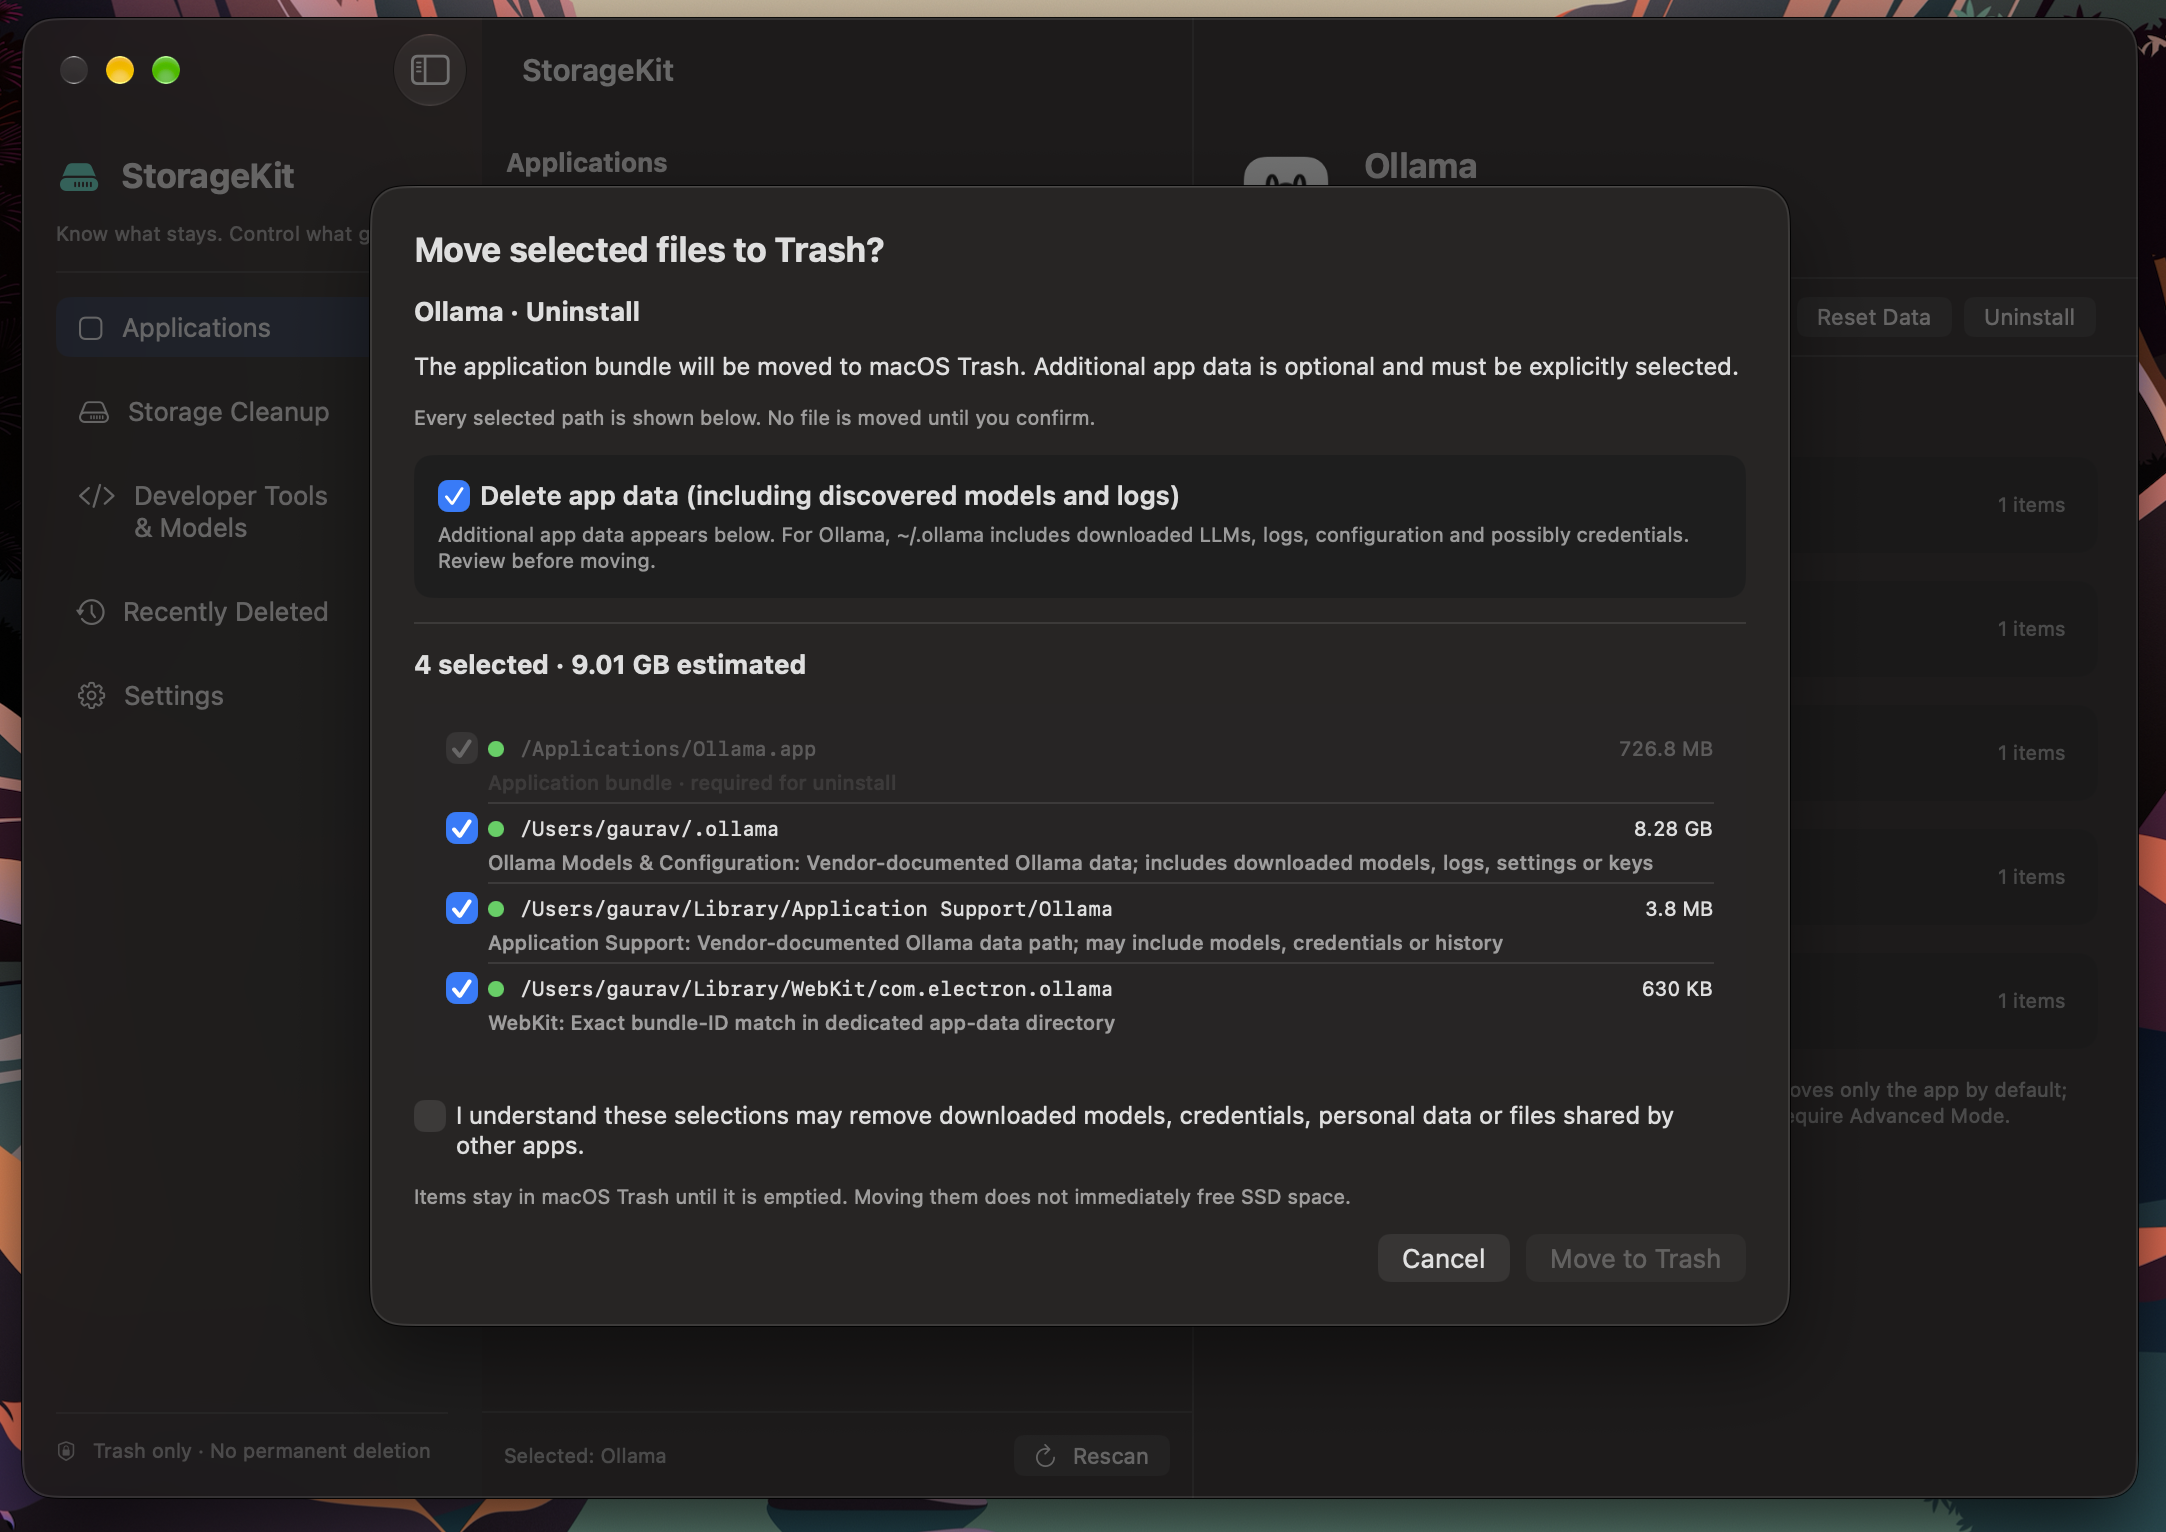 StorageKit
StorageKit
Know what stays. Control what g
Applications
Storage Cleanup
Developer Tools
& Models
Recently Deleted
Settings
Trash only · No permanent deletion
Applications
Selected: Ollama
Rescan
Ollama
Reset Data
Uninstall
1 items
1 items
1 items
1 items
1 items
oves only the app by default;
equire Advanced Mode.
Move selected files to Trash?
Ollama · Uninstall
The application bundle will be moved to macOS Trash. Additional app data is optional and must be explicitly selected.
Every selected path is shown below. No file is moved until you confirm.
Delete app data (including discovered models and logs)
Additional app data appears below. For Ollama, ~/.ollama includes downloaded LLMs, logs, configuration and possibly credentials.
Review before moving.
4 selected · 9.01 GB estimated
/Applications/Ollama.app 726.8 MB
Application bundle · required for uninstall
/Users/gaurav/.ollama 8.28 GB
Ollama Models & Configuration: Vendor-documented Ollama data; includes downloaded models, logs, settings or keys
/Users/gaurav/Library/Application Support/Ollama 3.8 MB
Application Support: Vendor-documented Ollama data path; may include models, credentials or history
/Users/gaurav/Library/WebKit/com.electron.ollama 630 KB
WebKit: Exact bundle-ID match in dedicated app-data directory
I understand these selections may remove downloaded models, credentials, personal data or files shared by
other apps.
Items stay in macOS Trash until it is emptied. Moving them does not immediately free SSD space.
Cancel
Move to Trash